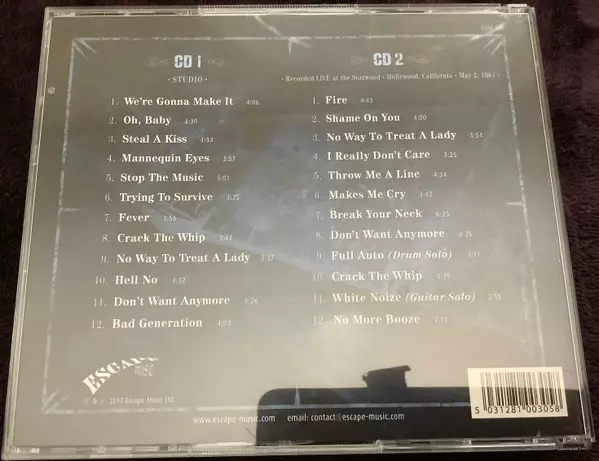 CD 1
- STUDIO -
1. We're Gonna Make It 4:06
2. Oh, Baby 3:30
3. Steal A Kiss 4:34
4. Mannequin Eyes 3:57
5. Stop The Music 5:01
6. Trying To Survive 3:25
7. Fever 3:56
8. Crack The Whip 3:42
9. No Way To Treat A Lady 3:37
10. Hell No 4:32
11. Don't Want Anymore 4:26
12. Bad Generation 4:03
CD 2
- Recorded LIVE at the Starwood - Hollywood, California - May 2, 1981 -
1. Fire 4:43
2. Shame On You 4:00
3. No Way To Treat A Lady 3:54
4. I Really Don't Care 3:25
5. Throw Me A Line 4:34
6. Makes Me Cry 3:42
7. Break Your Neck 6:25
8. Don't Want Anymore 4:26
9. Full Auto (Drum Solo)
10. Crack The Whip
11. White Noize (Guitar Solo)
12. No More Booze
ESCAPE
MUSIC
℗ & © 2017 Escape Music LTD
www.escape-music.com email: contact@escape-music.com
5 031281 003058